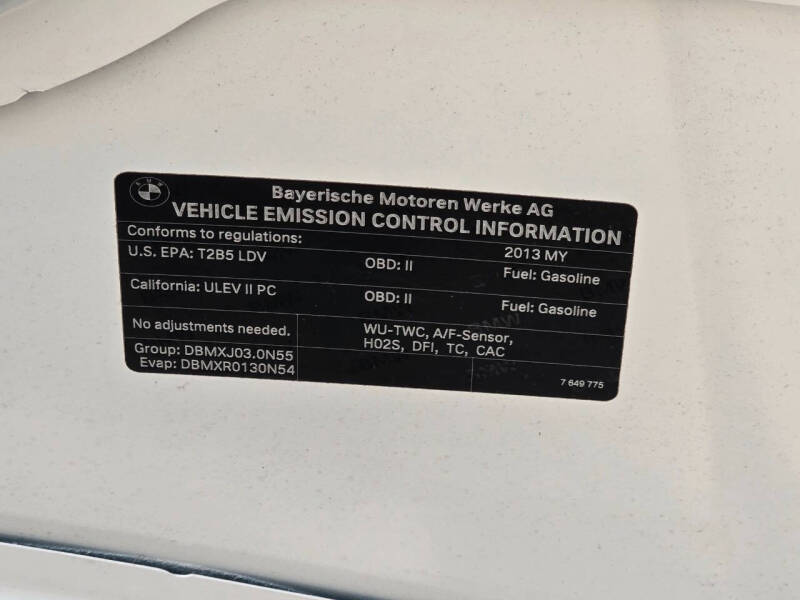 Bayerische Motoren Werke AG
VEHICLE EMISSION CONTROL INFORMATION
Conforms to regulations: 2013 MY
U.S. EPA: T2B5 LDV OBD: II Fuel: Gasoline
California: ULEV II PC OBD: II Fuel: Gasoline
No adjustments needed. WU-TWC, A/F-Sensor,
H02S, DFI, TC, CAC
Group: DBMXJ03.0N55
Evap: DBMXR0130N54
7 649 775